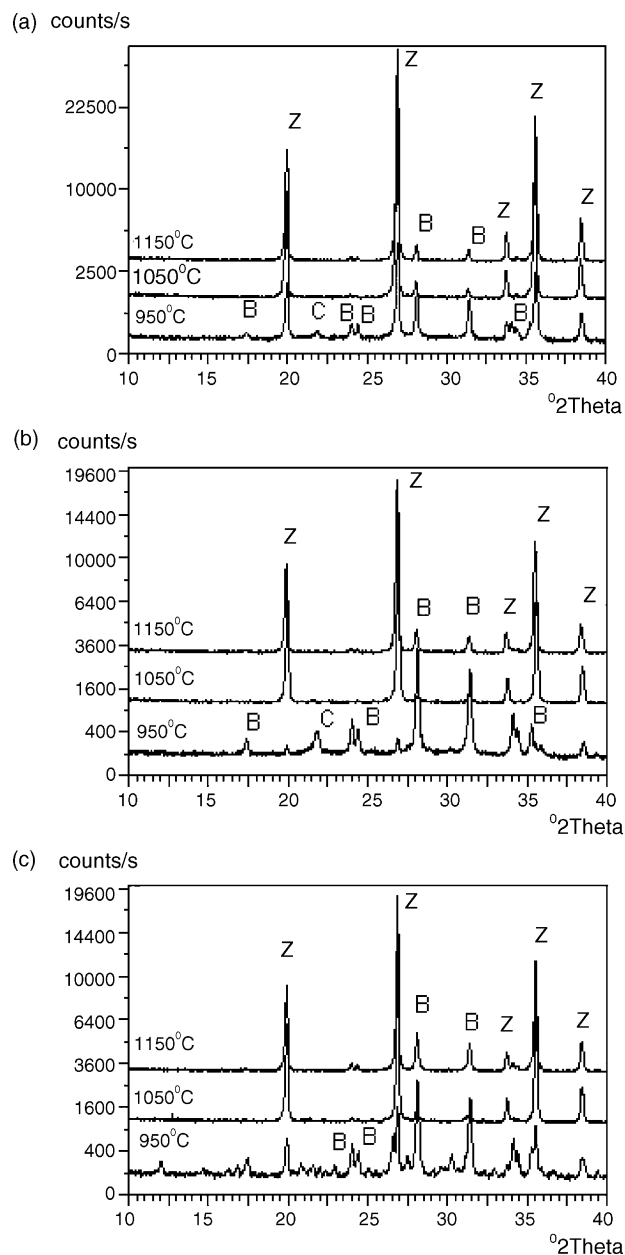 (a) counts/s
Z
Z
Z
22500
Z
10000
Z
B
B
1150⁰C
1050⁰C
2500
950⁰C
B
C
B
B
B
0
10 15 20 25 30 35 40
⁰2Theta
(b) counts/s
19600
Z
14400
Z
Z
10000
Z
6400
B
B
Z
1150⁰C
3600
1050⁰C
1600
950⁰C
400
B
C
B
B
0
10 15 20 25 30 35 40
⁰2Theta
(c) counts/s
19600
Z
14400
Z
Z
10000
B
B
Z
Z
6400
1150⁰C
3600
1050⁰C
1600
950⁰C
B
B
400
0
10 15 20 25 30 35 40
⁰2Theta